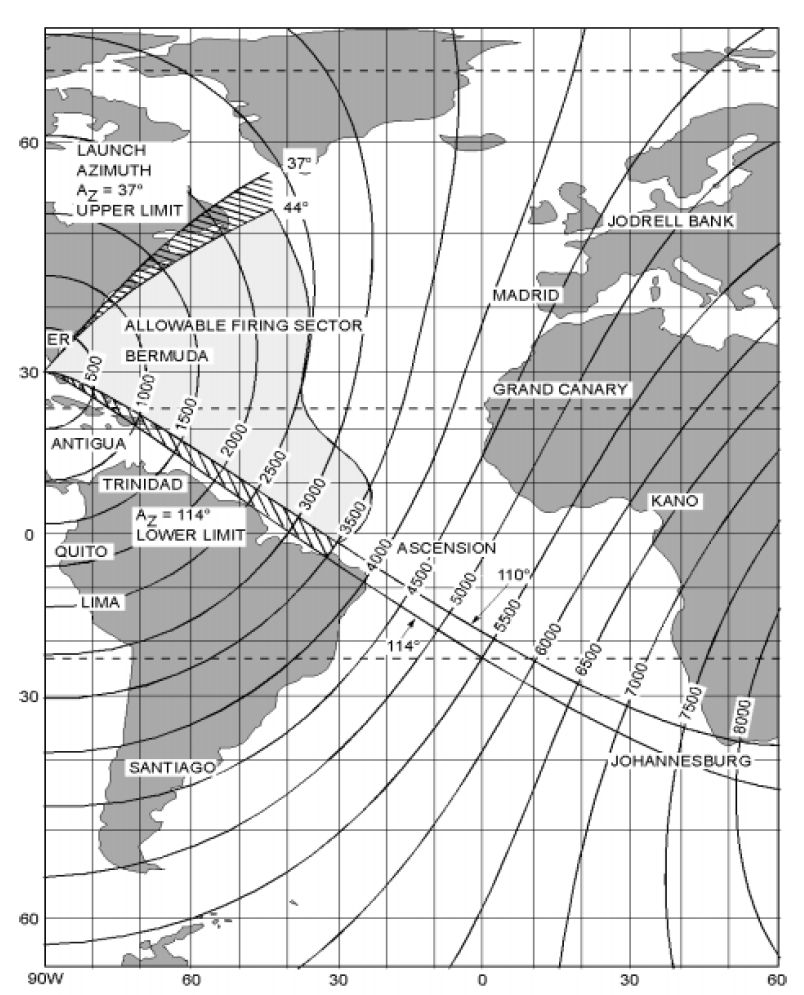 60
LAUNCH
AZIMUTH
AZ = 37°
UPPER LIMIT
37°
44°
JODRELL BANK
MADRID
ER
ALLOWABLE FIRING SECTOR
BERMUDA
30
500
1000
1500
2000
2500
3000
3500
4000
4500
5000
5500
6000
6500
7000
7500
8000
GRAND CANARY
ANTIGUA
TRINIDAD
KANO
AZ = 114°
LOWER LIMIT
0
QUITO
ASCENSION
110°
LIMA
114°
30
SANTIAGO
JOHANNESBURG
60
90W
60
30
0
30
60